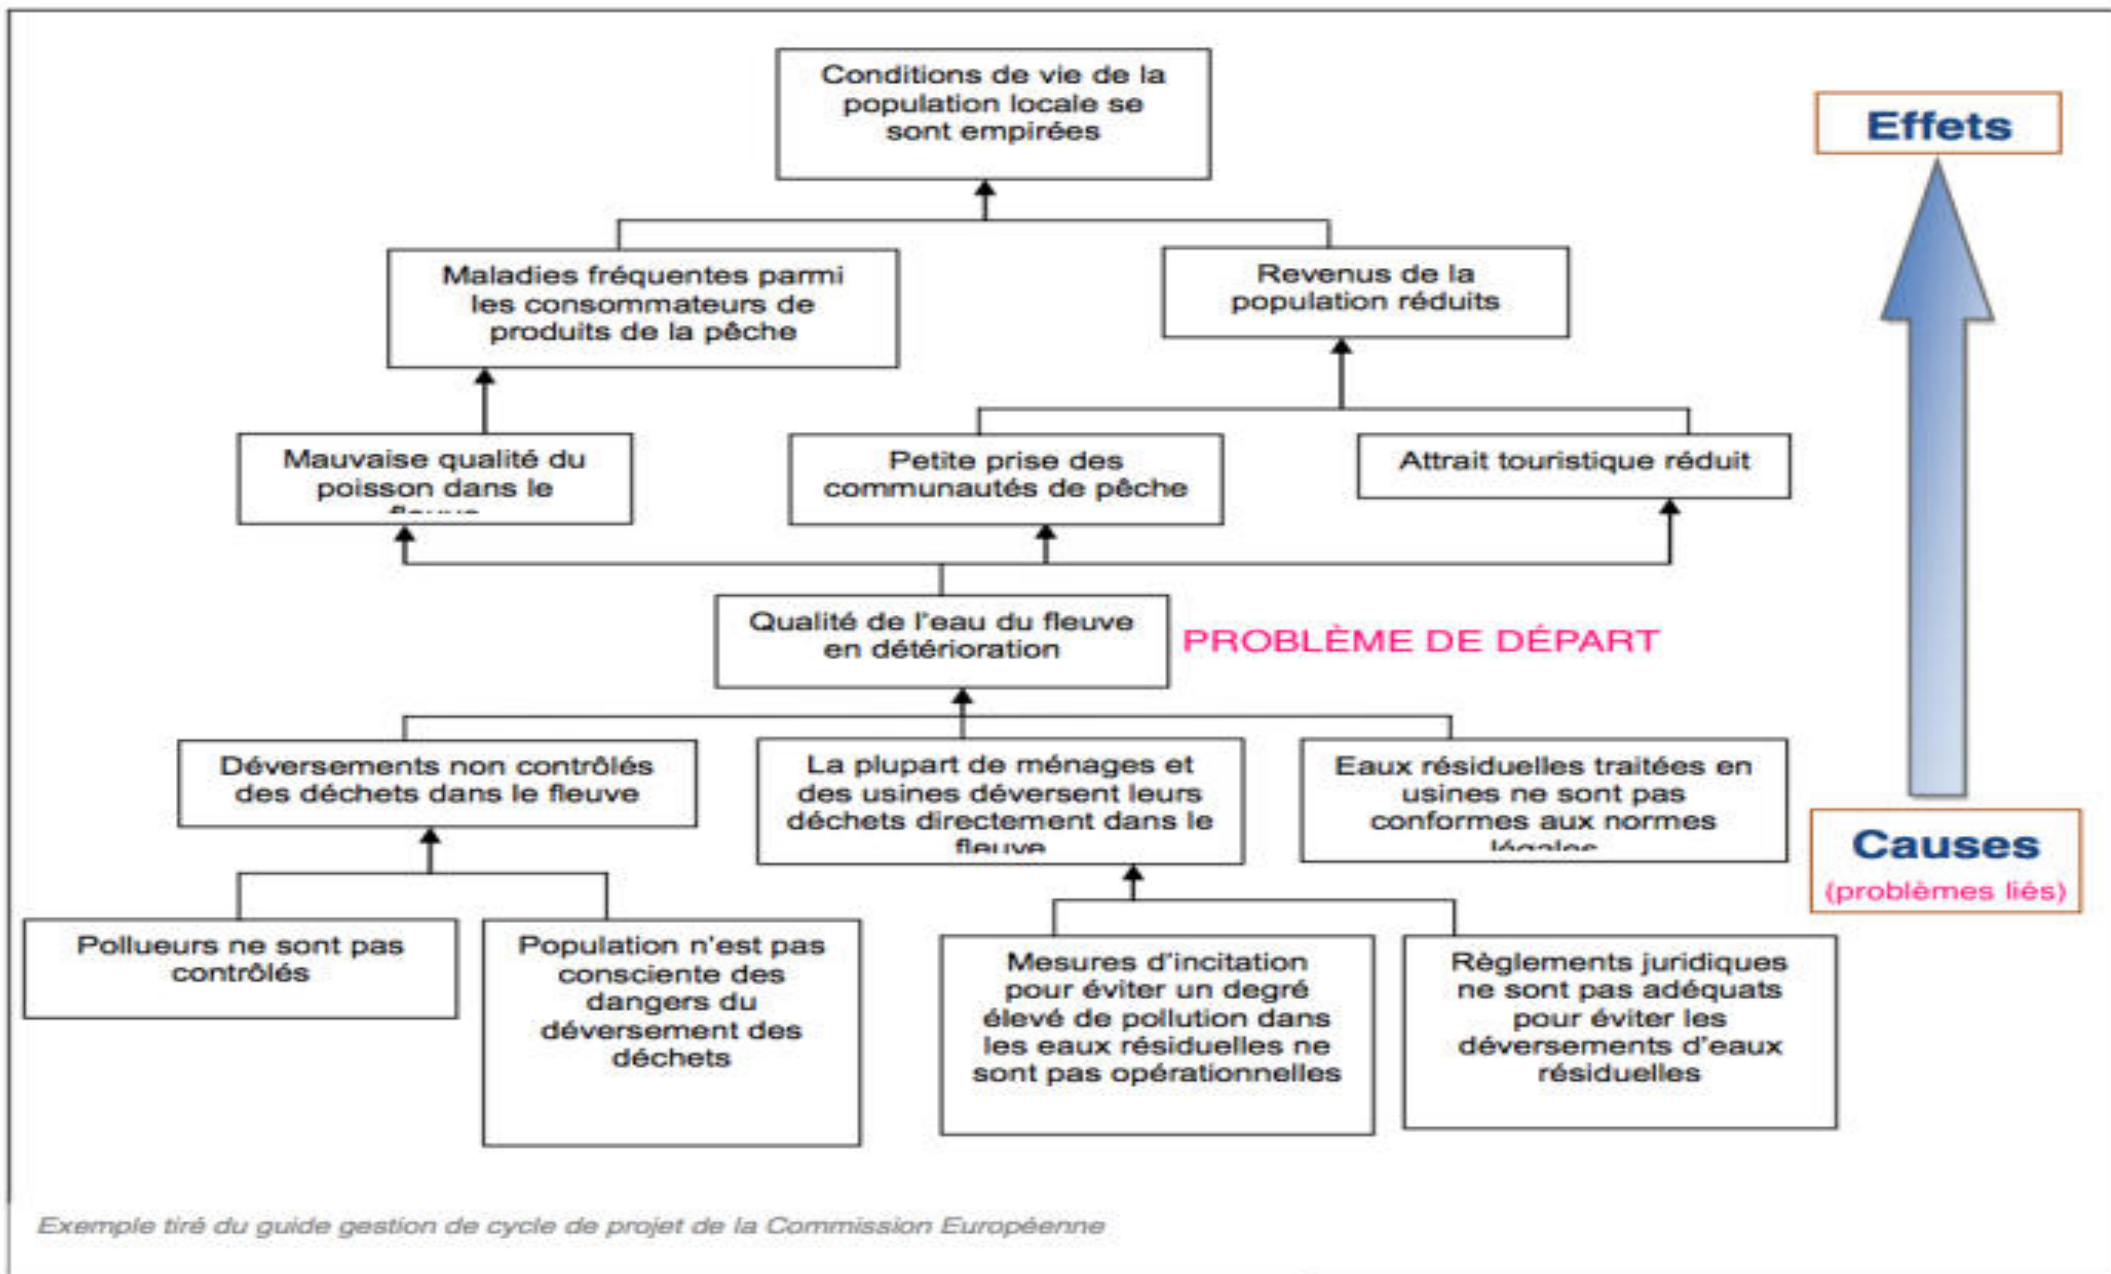 Conditions de vie de la
population locale se
sont empirées
Effets
Maladies fréquentes parmi
les consommateurs de
produits de la pêche
Revenus de la
population réduits
Mauvaise qualité du
poisson dans le
fleuve
Petite prise des
communautés de pêche
Attrait touristique réduit
Qualité de l'eau du fleuve
en détérioration
PROBLÈME DE DÉPART
Déversements non contrôlés
des déchets dans le fleuve
La plupart de ménages et
des usines déversent leurs
déchets directement dans le
fleuve
Eaux résiduelles traitées en
usines ne sont pas
conformes aux normes
légales
Causes
(problèmes liés)
Pollueurs ne sont pas
contrôlés
Population n'est pas
consciente des
dangers du
déversement des
déchets
Mesures d'incitation
pour éviter un degré
élevé de pollution dans
les eaux résiduelles ne
sont pas opérationnelles
Règlements juridiques
ne sont pas adéquats
pour éviter les
déversements d'eaux
résiduelles
Exemple tiré du guide gestion de cycle de projet de la Commission Européenne